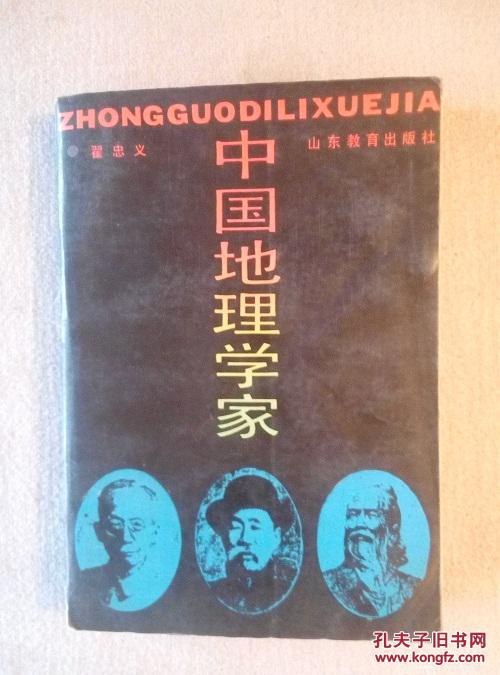 ZHONGGUODILIXUEJIA
翟忠义
山东教育出版社
中国地理学家
孔夫子旧书网
www.kongfz.com